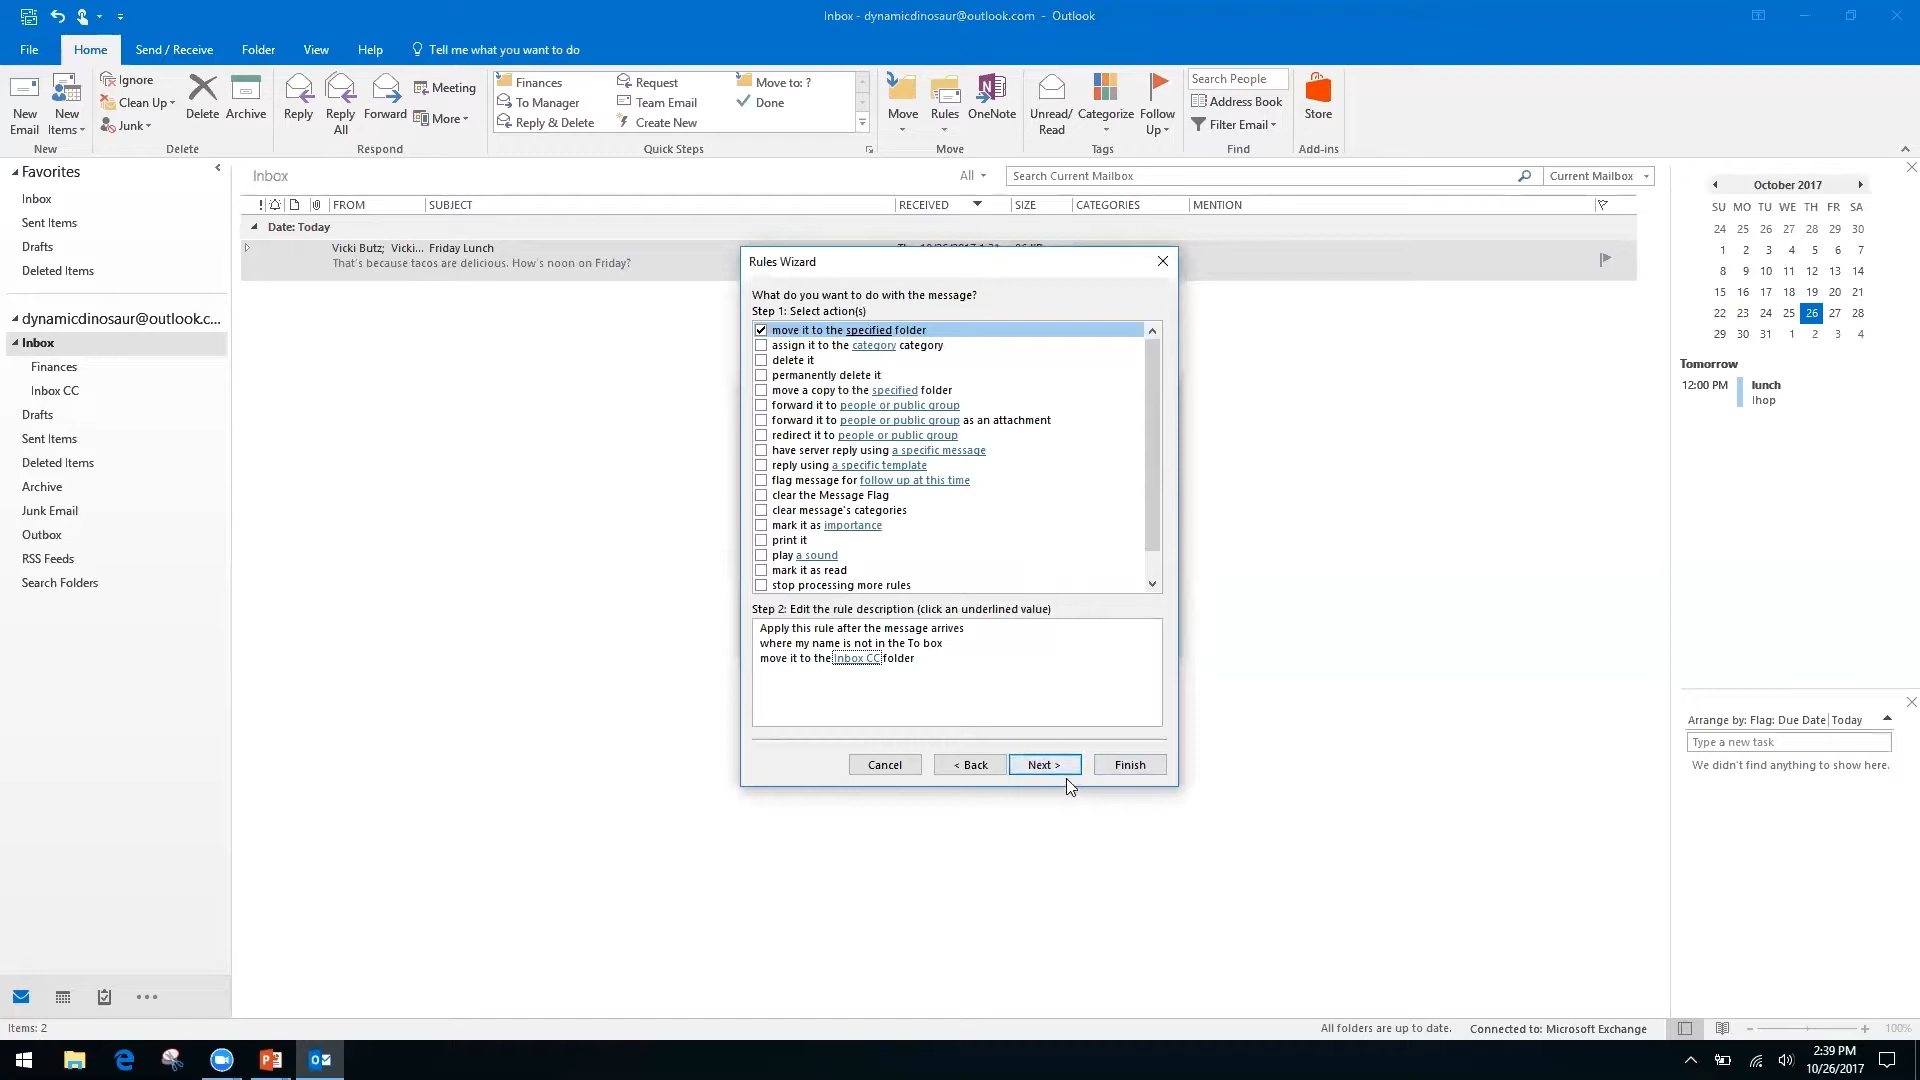 Inbox - dynamicdinosaur@outlook.com - Outlook
File Home Send / Receive Folder View Help Tell me what you want to do
New Email
New Items
New
Ignore
Clean Up
Junk
Delete
Archive
Delete
Reply
Reply All
Forward
Meeting
More
Respond
Finances
To Manager
Reply & Delete
Request
Team Email
Create New
Move to: ?
Done
Quick Steps
Move
Rules
OneNote
Move
Unread/ Read
Categorize
Follow Up
Tags
Search People
Address Book
Filter Email
Find
Store
Add-ins
Favorites
Inbox
Sent Items
Drafts
Deleted Items
dynamicdinosaur@outlook.c...
Inbox
Finances
Inbox CC
Drafts
Sent Items
Deleted Items
Archive
Junk Email
Outbox
RSS Feeds
Search Folders
Inbox All Search Current Mailbox Current Mailbox
! FROM SUBJECT RECEIVED SIZE CATEGORIES MENTION
Date: Today
Vicki Butz; Vicki... Friday Lunch
That's because tacos are delicious. How's noon on Friday?
Rules Wizard
What do you want to do with the message?
Step 1: Select action(s)
move it to the specified folder
assign it to the category category
delete it
permanently delete it
move a copy to the specified folder
forward it to people or public group
forward it to people or public group as an attachment
redirect it to people or public group
have server reply using a specific message
reply using a specific template
flag message for follow up at this time
clear the Message Flag
clear message's categories
mark it as importance
print it
play a sound
mark it as read
stop processing more rules
Step 2: Edit the rule description (click an underlined value)
Apply this rule after the message arrives
where my name is not in the To box
move it to the Inbox CC folder
Cancel < Back Next > Finish
October 2017
SU MO TU WE TH FR SA
24 25 26 27 28 29 30
1 2 3 4 5 6 7
8 9 10 11 12 13 14
15 16 17 18 19 20 21
22 23 24 25 26 27 28
29 30 31 1 2 3 4
Tomorrow
12:00 PM lunch
Ihop
Arrange by: Flag: Due Date Today
Type a new task
We didn't find anything to show here.
Items: 2 All folders are up to date. Connected to: Microsoft Exchange 100%
2:39 PM
10/26/2017